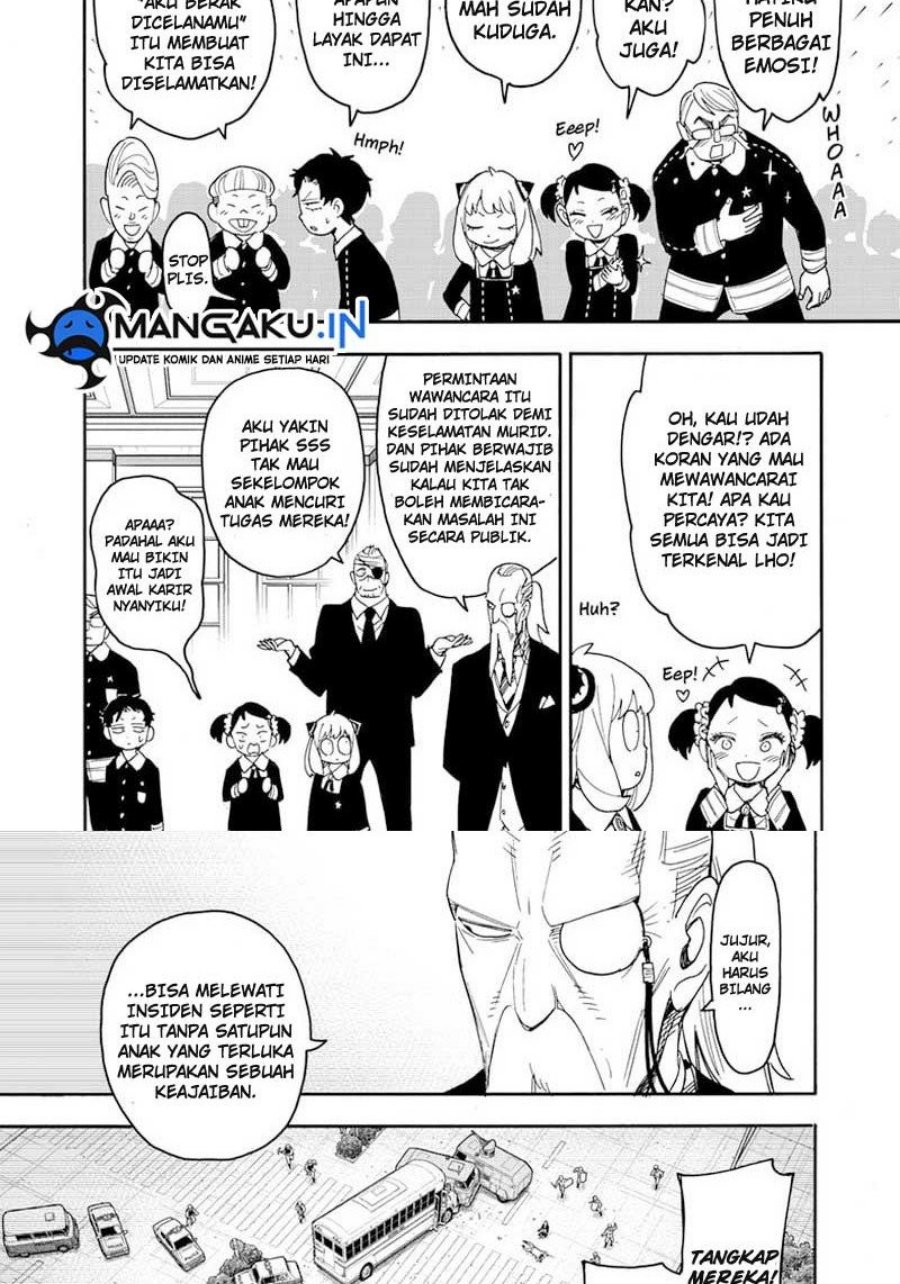 HATIKU
PENUH
BERBAGAI
EMOSI!
WHOAAA
KAN?
AKU
JUGA!
Eeep!
MAH SUDAH
KUDUGA.
APAPUN
HINGGA
LAYAK DAPAT
INI...
Hmph!
"AKU BERAK
DICELANAMU"
ITU MEMBUAT
KITA BISA
DISELAMATKAN!
STOP
PLIS.
MANGAKU.IN
UPDATE KOMIK DAN ANIME SETIAP HARI
OH, KAU UDAH
DENGAR!? ADA
KORAN YANG MAU
MEWAWANCARAI
KITA! APA KAU
PERCAYA? KITA
SEMUA BISA JADI
TERKENAL LHO!
Huh?
Eep!
PERMINTAAN
WAWANCARA ITU
SUDAH DITOLAK DEMI
KESELAMATAN MURID.
DAN PIHAK BERWAJIB
SUDAH MENJELASKAN
KALAU KITA TAK
BOLEH MEMBICARA-
KAN MASALAH INI
SECARA PUBLIK.
AKU YAKIN
PIHAK SSS
TAK MAU
SEKELOMPOK
ANAK MENCURI
TUGAS MEREKA!
APAAA?
PADAHAL AKU
MAU BIKIN
ITU JADI
AWAL KARIR
NYANYIKU!
JUJUR,
AKU
HARUS
BILANG
...
...BISA MELEWATI
INSIDEN SEPERTI
ITU TANPA SATUPUN
ANAK YANG TERLUKA
MERUPAKAN SEBUAH
KEAJAIBAN.
TANGKAP
MEREKA!